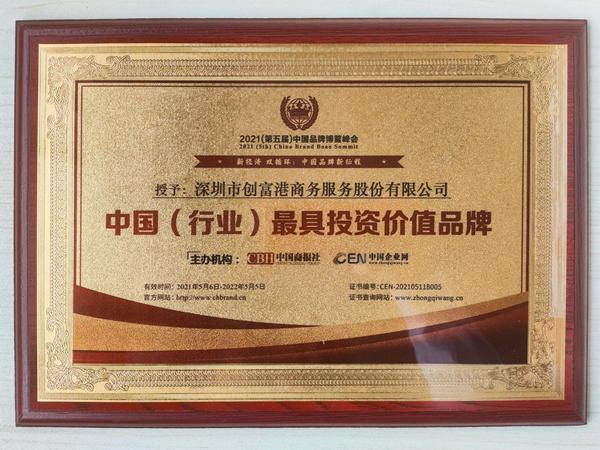 2021(第五届)中国品牌博鳌峰会
2021 (5th) China Brand Boao Summit
新经济 双循环：中国品牌新征程
授予：深圳市创富港商务服务股份有限公司
中国（行业）最具投资价值品牌
主办机构： CBH 中国商报社 CEN 中国企业网 www.zhongqiwang.cn
有效时间：2021年5月6日-2022年5月5日 证书编号：CEN-202105118005
官方网站：http://www.chbrand.cn 证书查询网站：www.zhongqiwang.cn